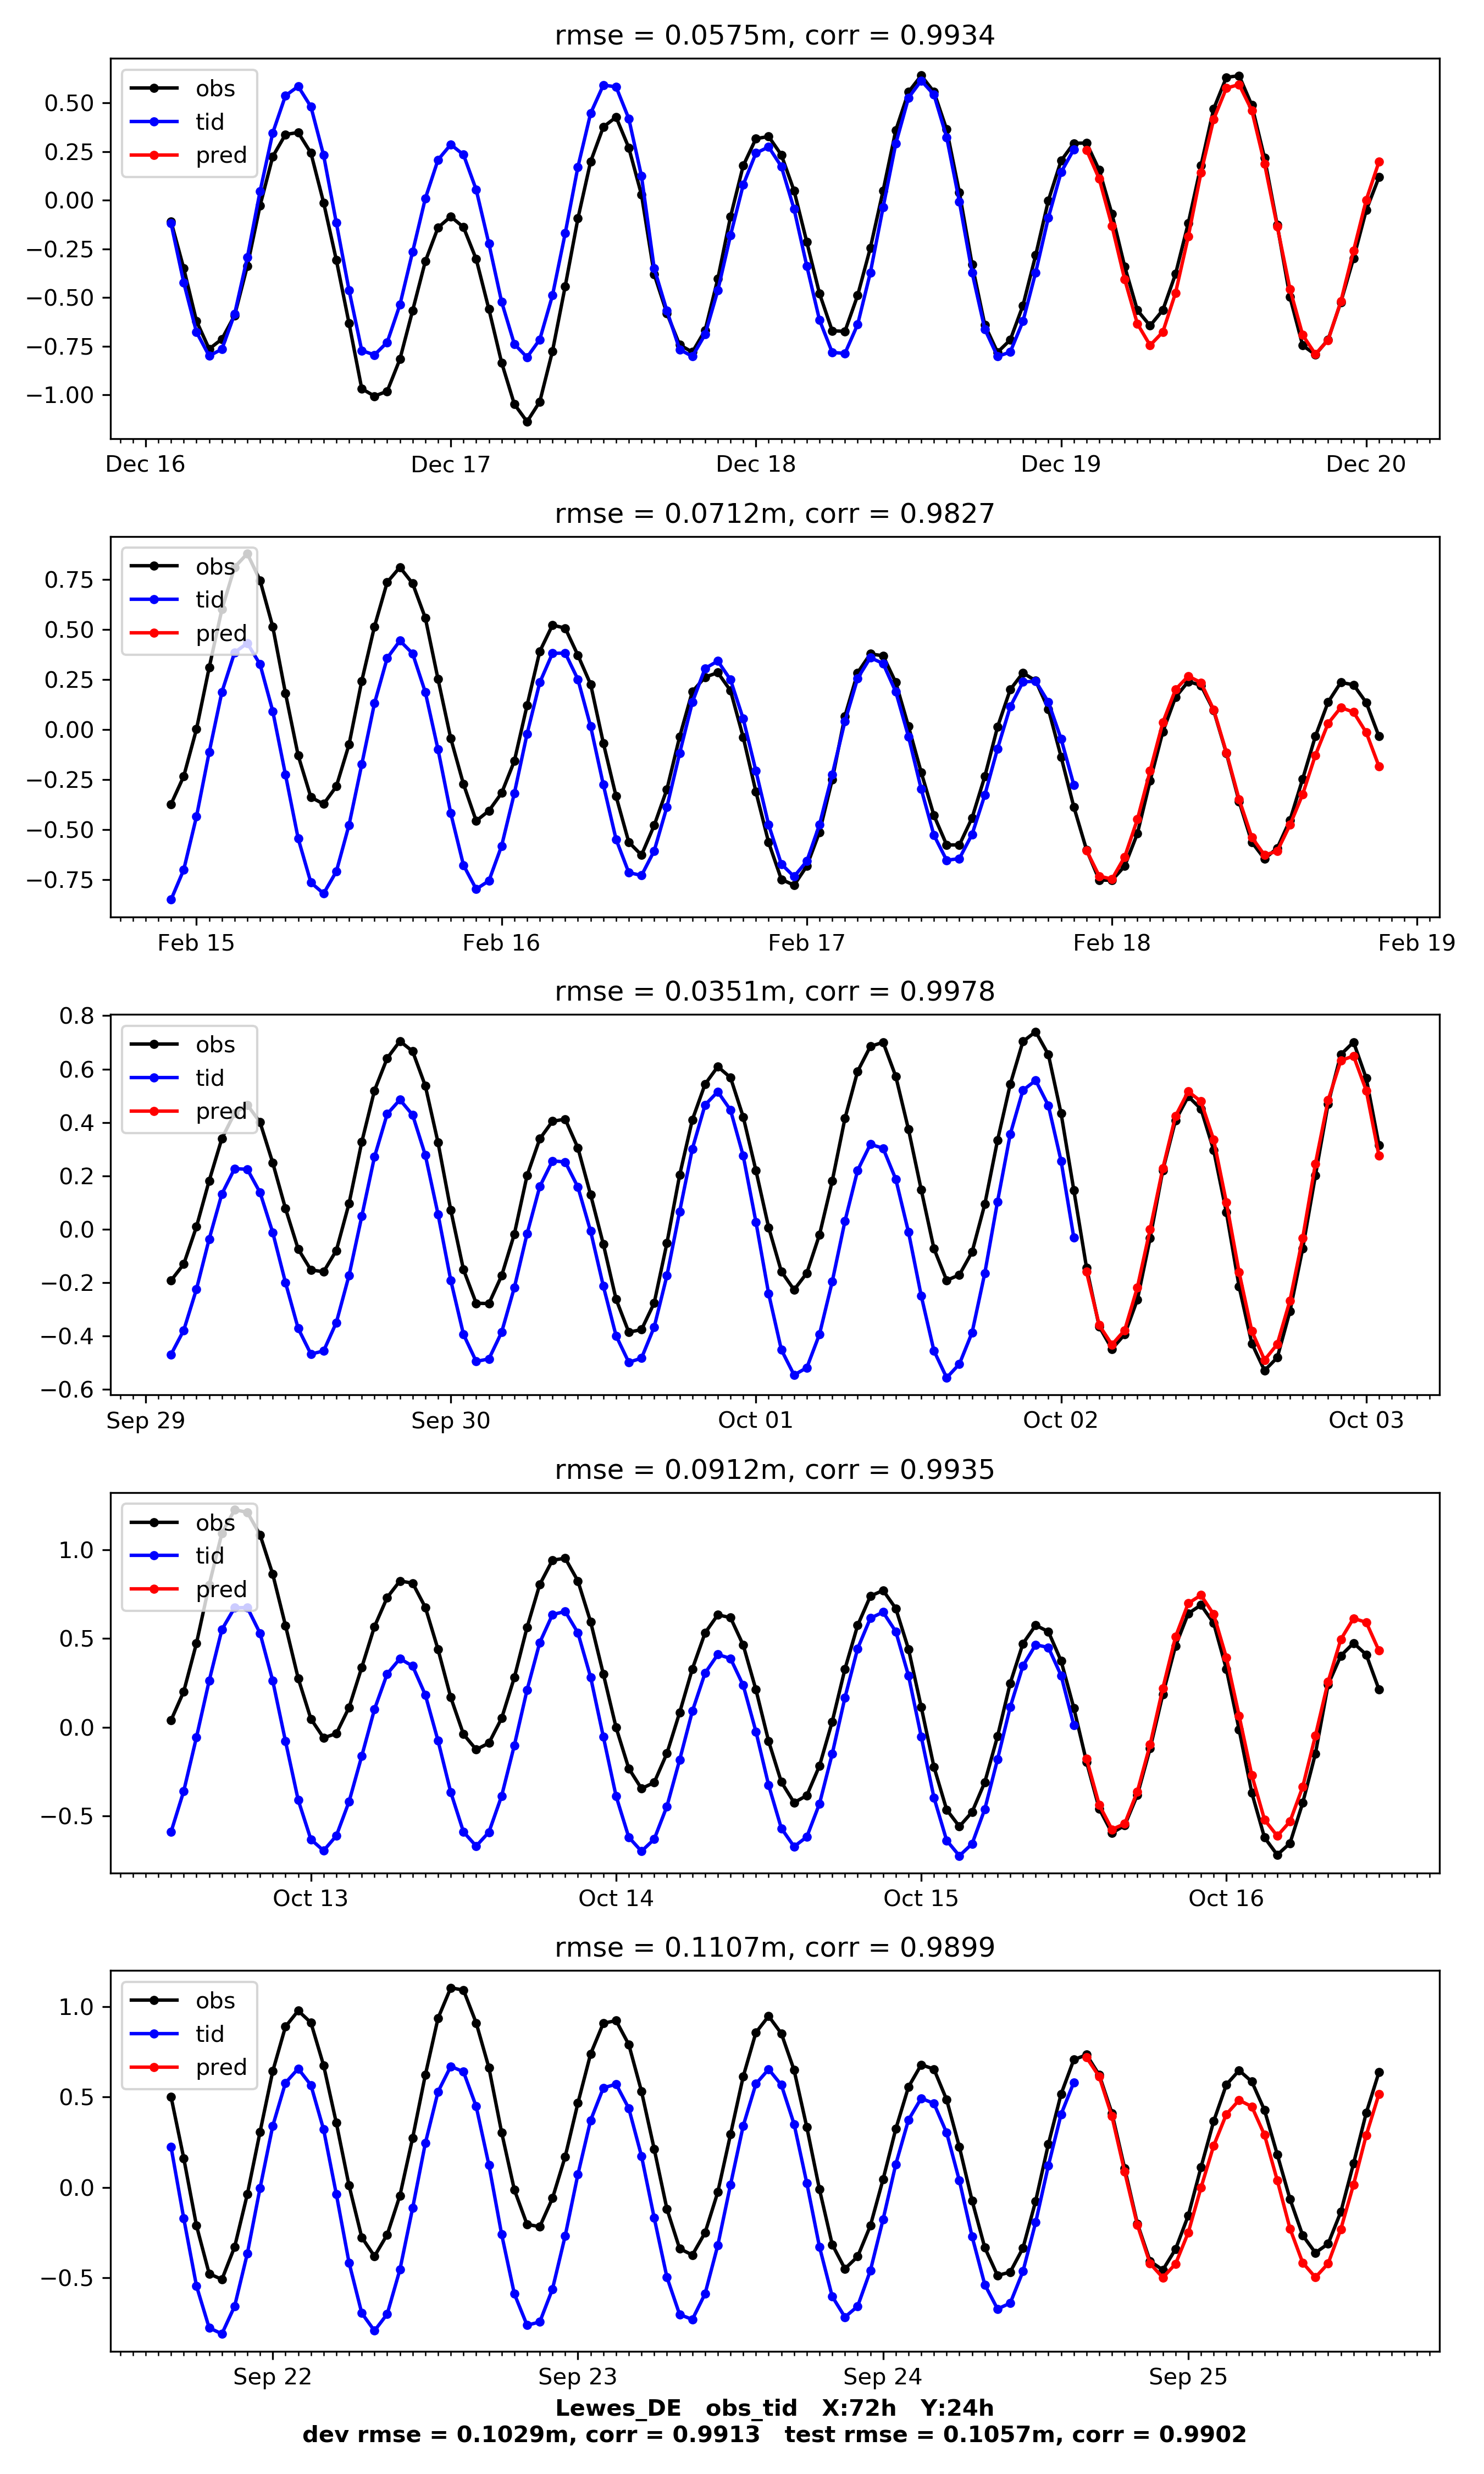 rmse = 0.0575m, corr = 0.9934
obs
tid
pred
0.50
0.25
0.00
−0.25
−0.50
−0.75
−1.00
Dec 16 Dec 17 Dec 18 Dec 19 Dec 20
rmse = 0.0712m, corr = 0.9827
obs
tid
pred
0.75
0.50
0.25
0.00
−0.25
−0.50
−0.75
Feb 15 Feb 16 Feb 17 Feb 18 Feb 19
rmse = 0.0351m, corr = 0.9978
obs
tid
pred
0.8
0.6
0.4
0.2
0.0
−0.2
−0.4
−0.6
Sep 29 Sep 30 Oct 01 Oct 02 Oct 03
rmse = 0.0912m, corr = 0.9935
obs
tid
pred
1.0
0.5
0.0
−0.5
Oct 13 Oct 14 Oct 15 Oct 16
rmse = 0.1107m, corr = 0.9899
obs
tid
pred
1.0
0.5
0.0
−0.5
Sep 22 Sep 23 Sep 24 Sep 25
Lewes_DE obs_tid X:72h Y:24h
dev rmse = 0.1029m, corr = 0.9913 test rmse = 0.1057m, corr = 0.9902